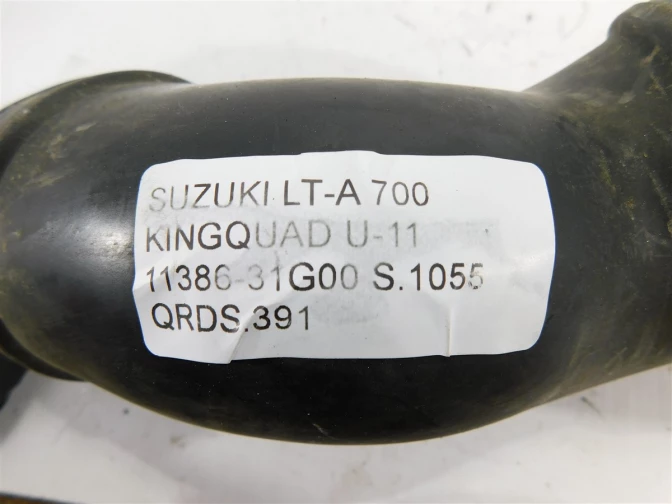 SUZUKI LT-A 700
KINGQUAD U-11
11386-31G00 S.1055
QRDS.391